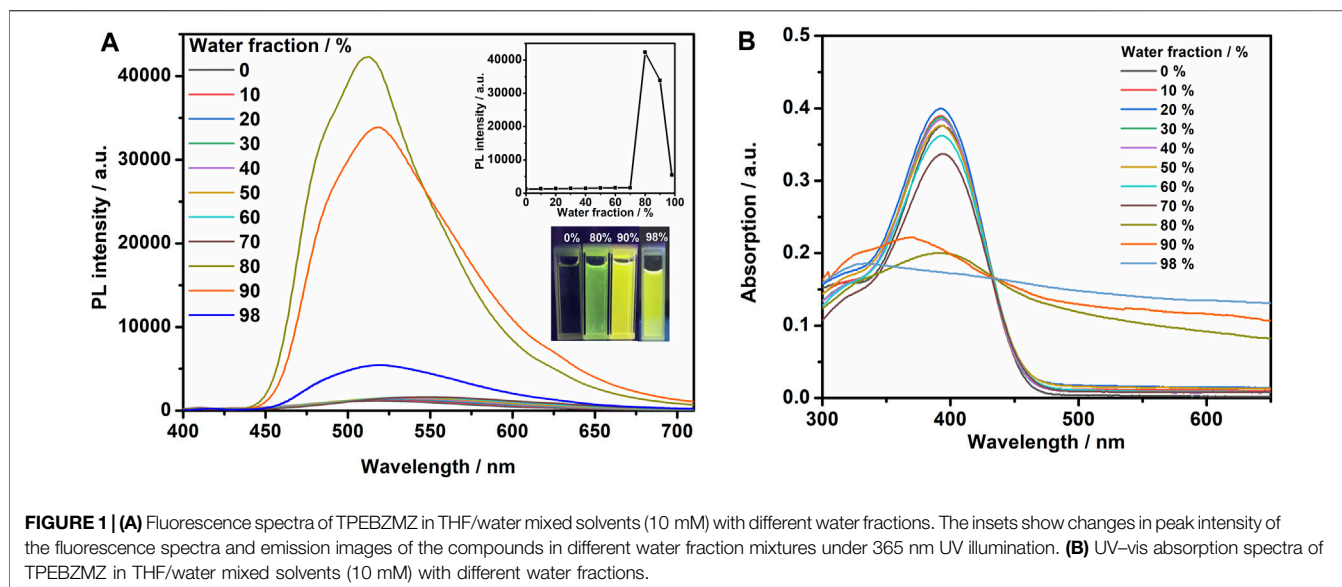 A
Water fraction / %
0
10
20
30
40
50
60
70
80
90
98
PL intensity / a.u.
40000
30000
20000
10000
0
400 450 500 550 600 650 700
Wavelength / nm
PL intensity / a.u.
40000
30000
20000
10000
0
0 20 40 60 80 100
Water fraction / %
0% 80% 90% 98%
B
Water fraction / %
0 %
10 %
20 %
30 %
40 %
50 %
60 %
70 %
80 %
90 %
98 %
Absorption / a.u.
0.5
0.4
0.3
0.2
0.1
0.0
300 400 500 600
Wavelength / nm
FIGURE 1 | (A) Fluorescence spectra of TPEBZMZ in THF/water mixed solvents (10 mM) with different water fractions. The insets show changes in peak intensity of
the fluorescence spectra and emission images of the compounds in different water fraction mixtures under 365 nm UV illumination. (B) UV–vis absorption spectra of
TPEBZMZ in THF/water mixed solvents (10 mM) with different water fractions.